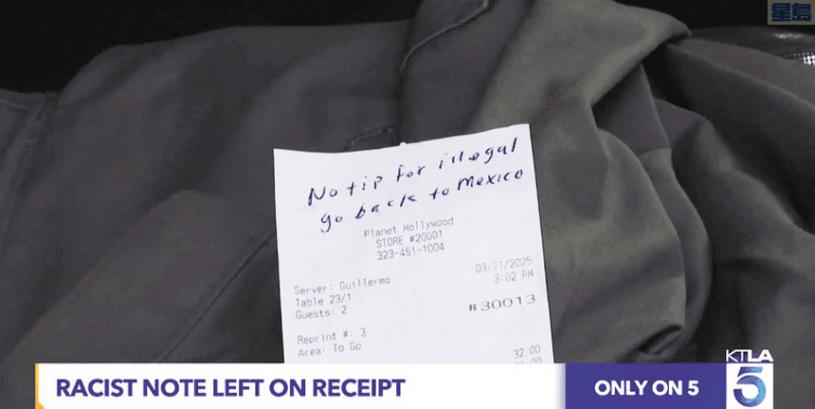 星島
No tip for illegal
go back to Mexico
Planet Hollywood
STORE #20001
323-451-1004
03/21/2025
Server: Guillermo
3:02 PM
Table 23/1
Guests: 2
#30013
Reprint #: 3
Area: To Go
32.00
RACIST NOTE LEFT ON RECEIPT
ONLY ON 5
KTLA
5